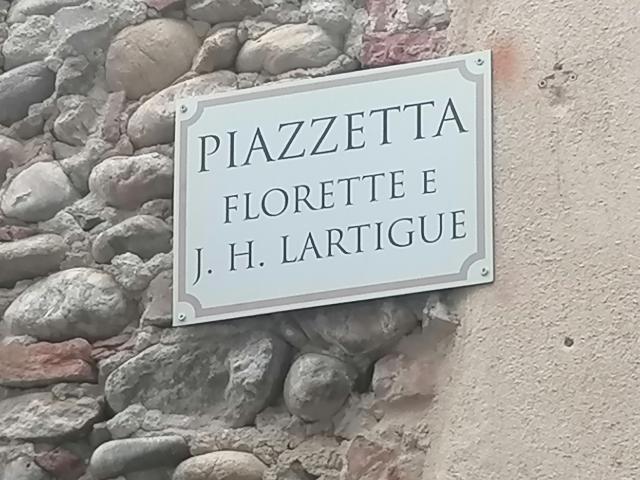 PIAZZETTA
FLORETTE E
J. H. LARTIGUE